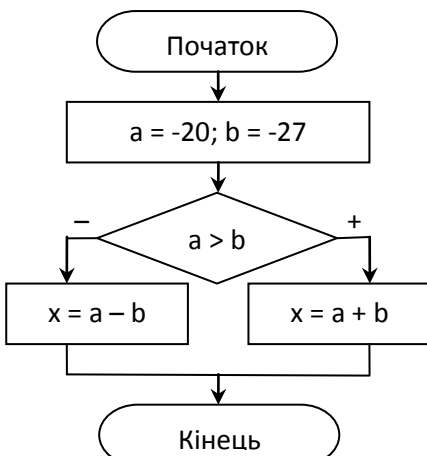 Початок
a = -20; b = -27
–
+
a > b
x = a – b
x = a + b
Кінець